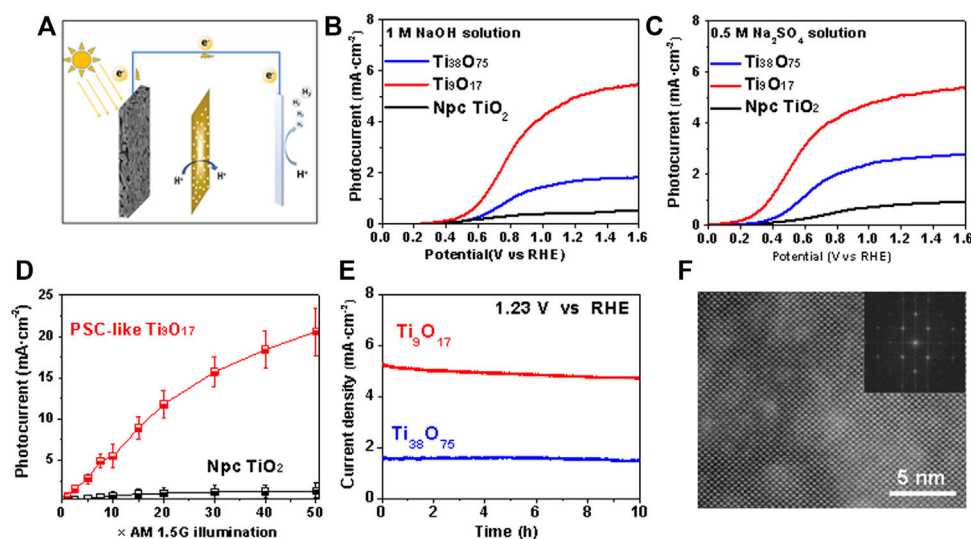 A
e⁻
e⁻
e⁻
H₂
H₂
H₂
H⁺
H⁺
H⁺
B
1 M NaOH solution
Ti₃₈O₇₅
Ti₉O₁₇
Npc TiO₂
Photocurrent (mA·cm⁻²)
8
6
4
2
0
0.0 0.2 0.4 0.6 0.8 1.0 1.2 1.4 1.6
Potential(V vs RHE)
C
0.5 M Na₂SO₄ solution
Ti₃₈O₇₅
Ti₉O₁₇
Npc TiO₂
Photocurrent (mA·cm⁻²)
8
6
4
2
0
0.0 0.2 0.4 0.6 0.8 1.0 1.2 1.4 1.6
Potential (V vs RHE)
D
PSC-like Ti₉O₁₇
Npc TiO₂
Photocurrent (mA·cm⁻²)
25
20
15
10
5
0 10 20 30 40 50
× AM 1.5G illumination
E
1.23 V vs RHE
Ti₉O₁₇
Ti₃₈O₇₅
Current density (mA·cm⁻²)
8
6
4
2
0
0 2 4 6 8 10
Time (h)
F
5 nm